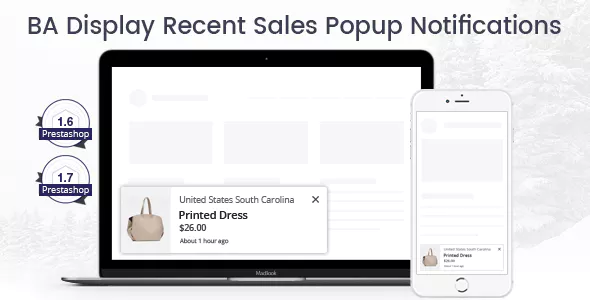 BA Display Recent Sales Popup Notifications
1.6
Prestashop
1.7
Prestashop
United States South Carolina ×
Printed Dress
$26.00
About 1 hour ago
MacBook
United States South Carolina ×
Printed Dress
$26.00
About 1 hour ago